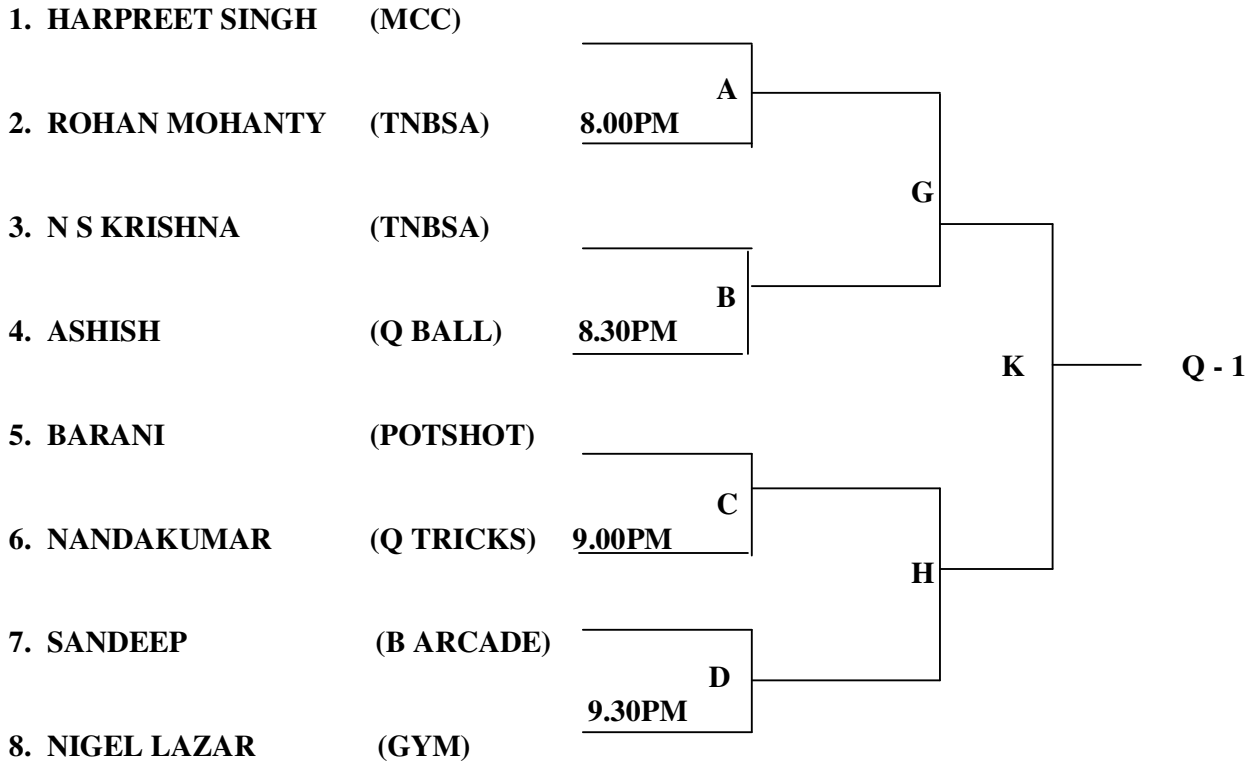 1. HARPREET SINGH (MCC)
A
2. ROHAN MOHANTY (TNBSA) 8.00PM
G
3. N S KRISHNA (TNBSA)
B
4. ASHISH (Q BALL) 8.30PM
K Q - 1
5. BARANI (POTSHOT)
C
6. NANDAKUMAR (Q TRICKS) 9.00PM
H
7. SANDEEP (B ARCADE)
D
9.30PM
8. NIGEL LAZAR (GYM)